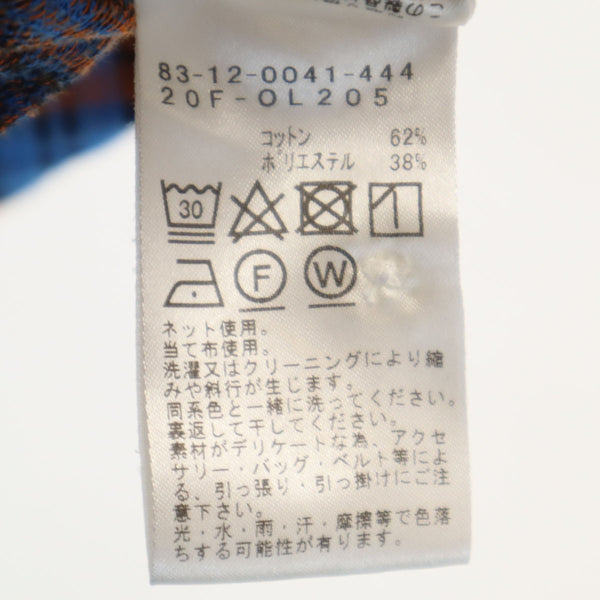 83-12-0041-444
20F-OL205
コットン 62%
ポリエステル 38%
30
F W
ネット使用。
当て布使用。
洗濯又はクリーニングにより縮
みや斜行が生じます。
同系色と一緒に洗ってください。
裏返して干してください。
素材がデリケートな為、アクセ
サリー・バッグ・ベルト等によ
る、引っ張り・引っ掛けにご注
意下さい。
光・水・雨・汗・摩擦等で色落
ちする可能性が有ります。